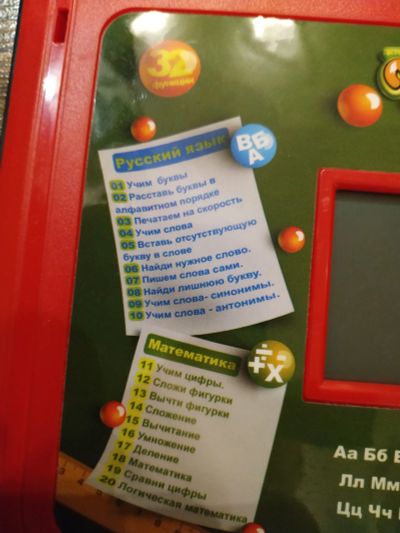 32
функции
Русский язык
ВБ
А
01 Учим буквы
02 Расставь буквы в
алфавитном порядке
03 Печатаем на скорость
04 Учим слова
05 Вставь отсутствующую
букву в слове
06 Найди нужное слово.
07 Пишем слова сами.
08 Найди лишнюю букву.
09 Учим слова- синонимы.
10 Учим слова - антонимы.
Математика
11 Учим цифры.
12 Сложи фигурки
13 Вычти фигурки
14 Сложение
15 Вычитание
16 Умножение
17 Деление
18 Математика
19 Сравни цифры
20 Логическая математика
Аа Бб
Лл Мм
Цц Чч